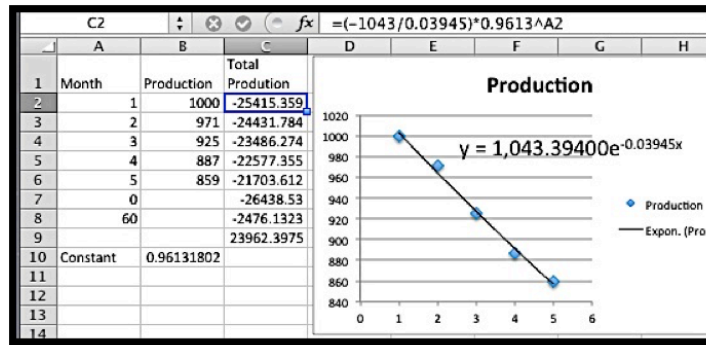 C2 fx =(-1043/0.03945)*0.9613^A2
A B C D E F G H
1 Month Production Total Prodution
2 1 1000 -25415.359
3 2 971 -24431.784
4 3 925 -23486.274
5 4 887 -22577.355
6 5 859 -21703.612
7 0 -26438.53
8 60 -2476.1323
9 23962.3975
10 Constant 0.96131802
11
12
13
14
Production
y = 1,043.39400e-0.03945x
1020
1000
980
960
940
920
900
880
860
840
0 1 2 3 4 5 6
Production
Expon. (Pro